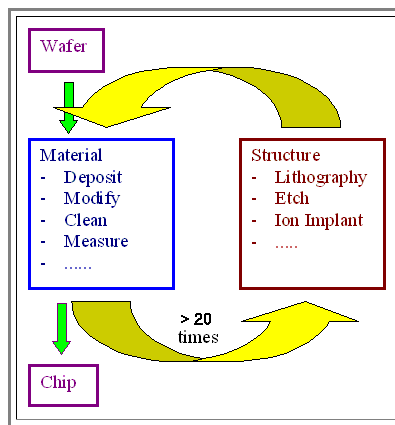 Wafer
Material
- Deposit
- Modify
- Clean
- Measure
- ......
Structure
- Lithography
- Etch
- Ion Implant
- .....
> 20
times
Chip